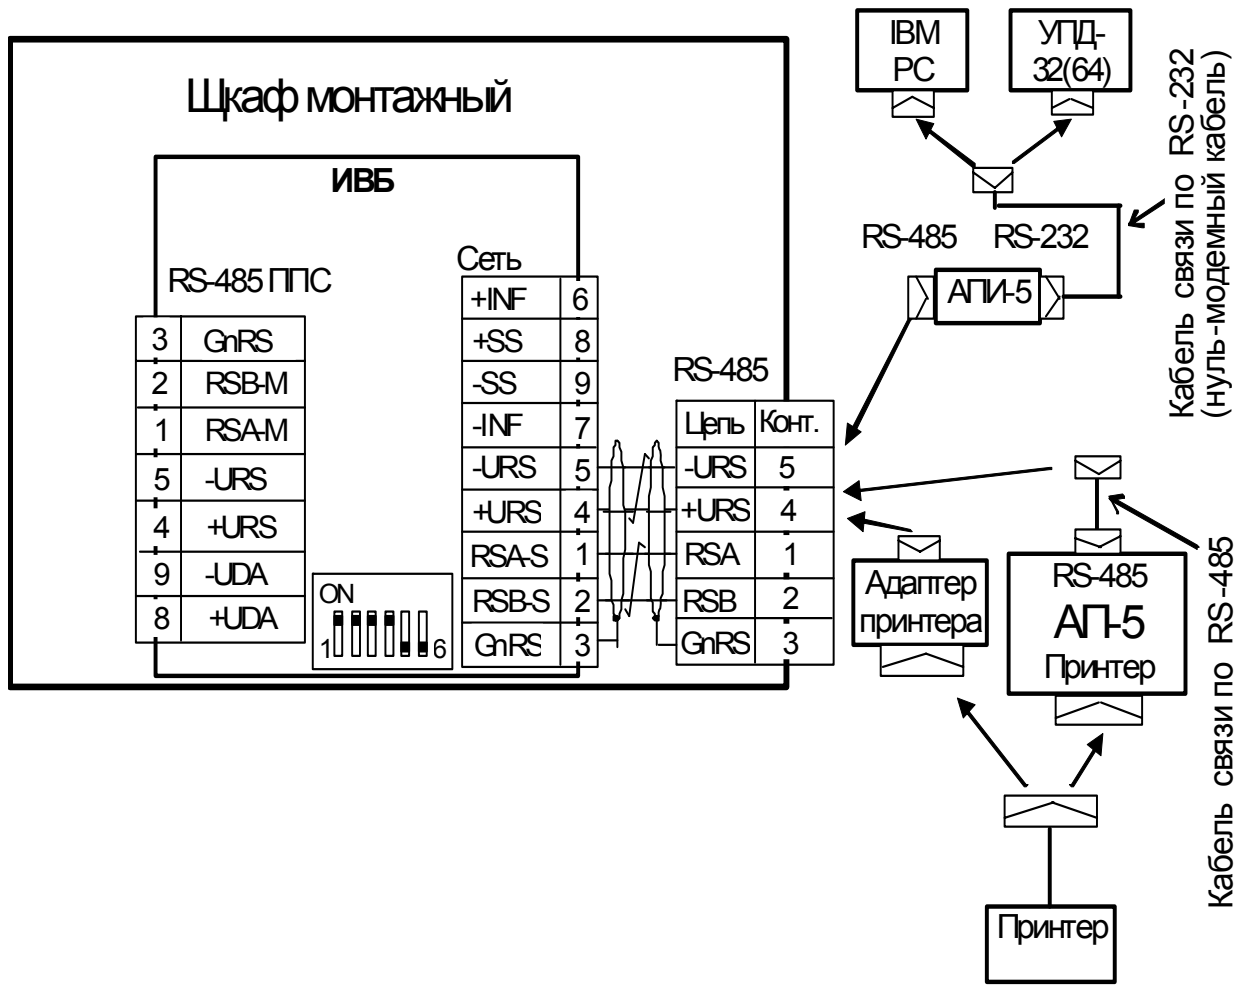 IBM
PC
УПД-
32(64)
Кабель связи по RS-232
(нуль-модемный кабель)
Шкаф монтажный
ИВБ
RS-485
RS-232
АПИ-5
RS-485 ППС
3 GnRS
2 RSB-M
1 RSA-M
5 -URS
4 +URS
9 -UDA
8 +UDA
ON
1 6
Сеть
+INF 6
+SS 8
-SS 9
-INF 7
-URS 5
+URS 4
RSA-S 1
RSB-S 2
GnRS 3
RS-485
Цепь Конт.
-URS 5
+URS 4
RSA 1
RSB 2
GnRS 3
Адаптер
принтера
RS-485
АП-5
Принтер
Кабель связи по RS-485
Принтер